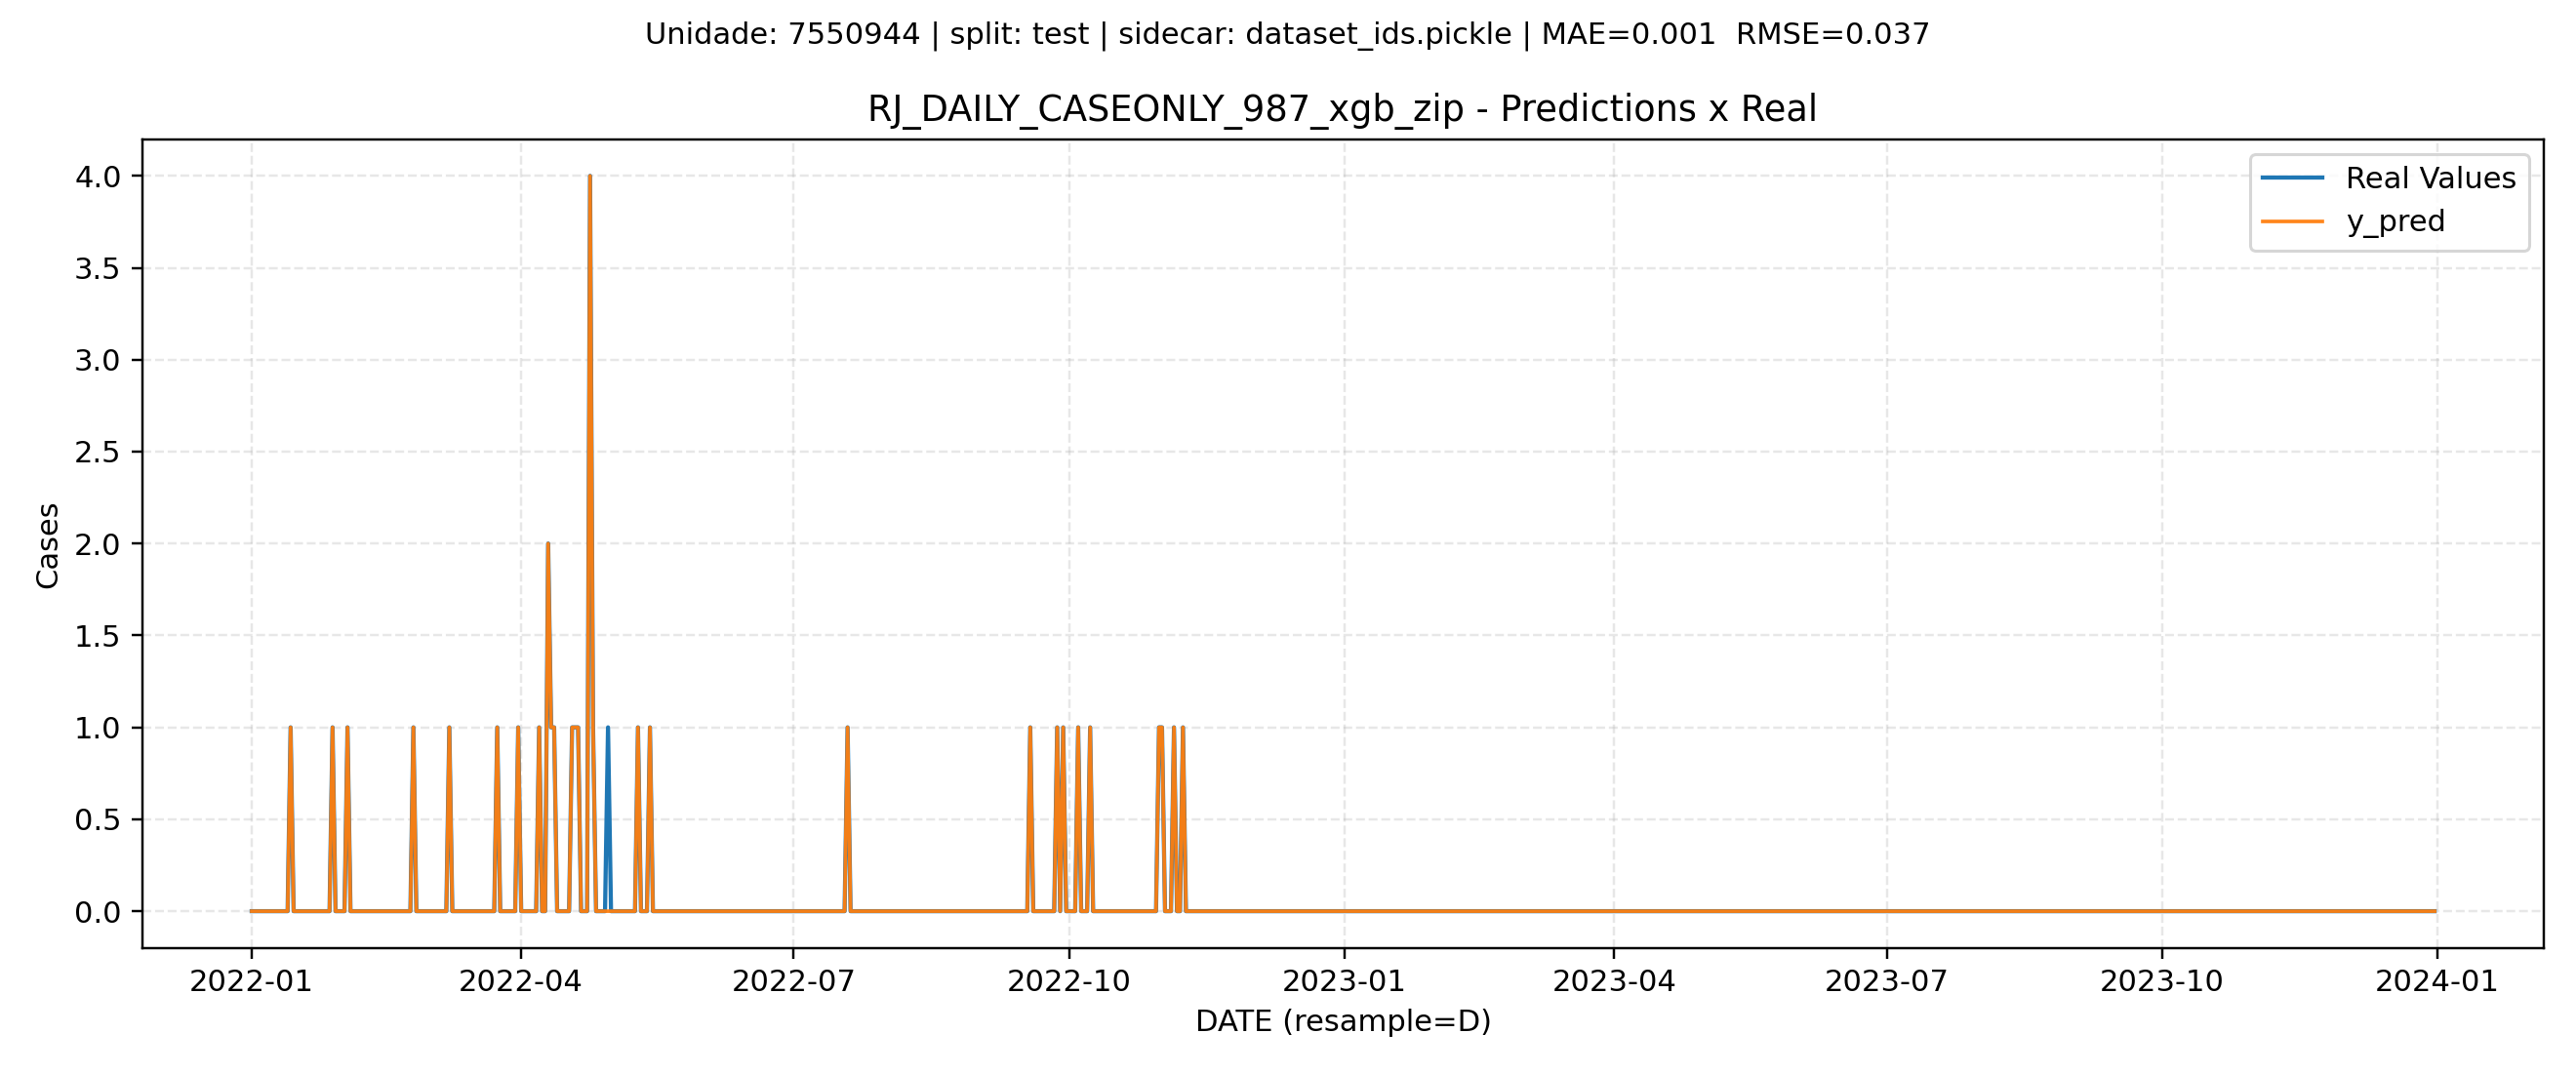 Unidade: 7550944 | split: test | sidecar: dataset_ids.pickle | MAE=0.001  RMSE=0.037
RJ_DAILY_CASEONLY_987_xgb_zip - Predictions x Real
Real Values
y_pred
4.0
3.5
3.0
2.5
2.0
1.5
1.0
0.5
0.0
Cases
2022-01 2022-04 2022-07 2022-10 2023-01 2023-04 2023-07 2023-10 2024-01
DATE (resample=D)